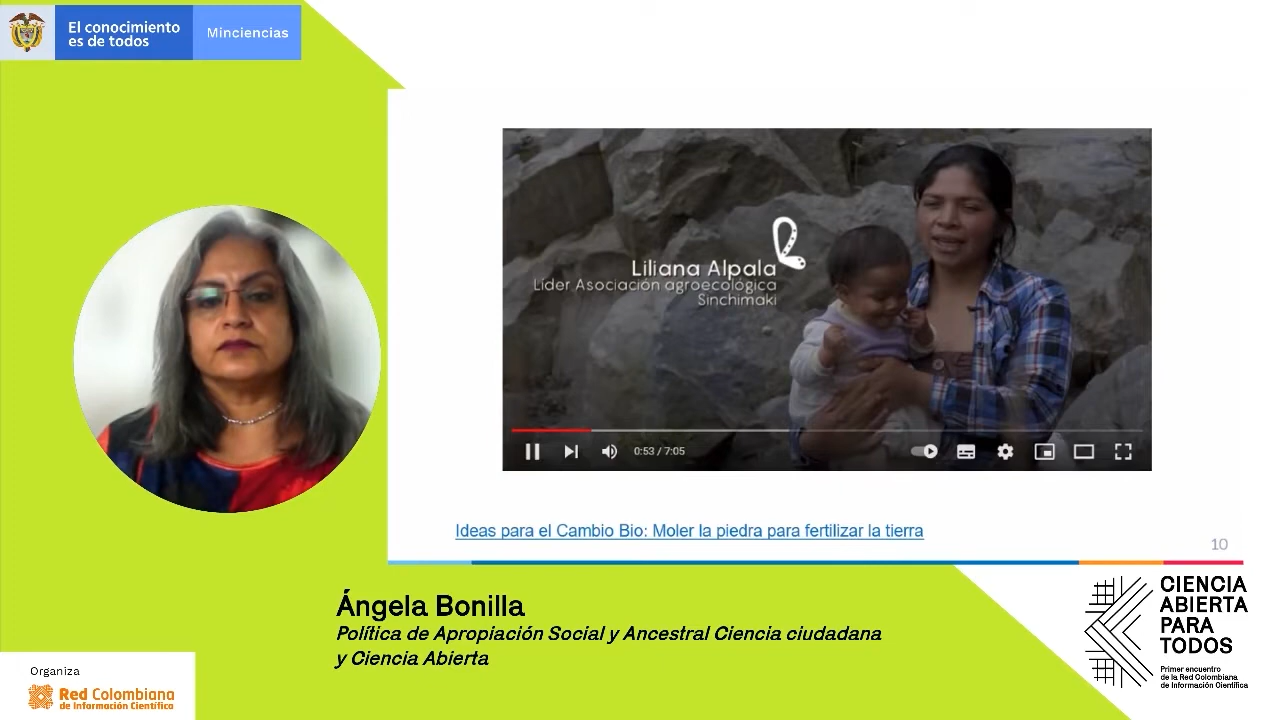 El conocimiento
es de todos
Minciencias
Liliana Alpala
Líder Asociación agroecológica
Sinchimaki
0:53 / 7:05
Ideas para el Cambio Bio: Moler la piedra para fertilizar la tierra
10
Ángela Bonilla
Política de Apropiación Social y Ancestral Ciencia ciudadana
y Ciencia Abierta
CIENCIA
ABIERTA
PARA
TODOS
Primer encuentro
de la Red Colombiana
de Información Científica
Organiza
Red Colombiana
de Información Científica